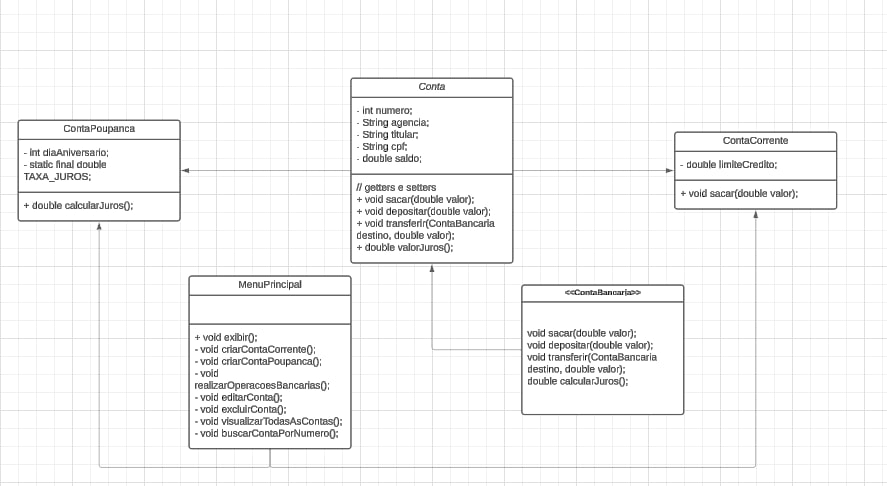 Conta
- int numero;
- String agencia;
- String titular;
- String cpf;
- double saldo;
// getters e setters
+ void sacar(double valor);
+ void depositar(double valor);
+ void transferir(ContaBancaria
destino, double valor);
+ double valorJuros();
ContaPoupanca
- int diaAniversario;
- static final double
TAXA_JUROS;
+ double calcularJuros();
ContaCorrente
- double limiteCredito;
+ void sacar(double valor);
MenuPrincipal
+ void exibir();
- void criarContaCorrente();
- void criarContaPoupanca();
- void
realizarOperacoesBancarias();
- void editarConta();
- void excluirConta();
- void visualizarTodasAsContas();
- void buscarContaPorNumero();
<<ContaBancaria>>
void sacar(double valor);
void depositar(double valor);
void transferir(ContaBancaria
destino, double valor);
double calcularJuros();